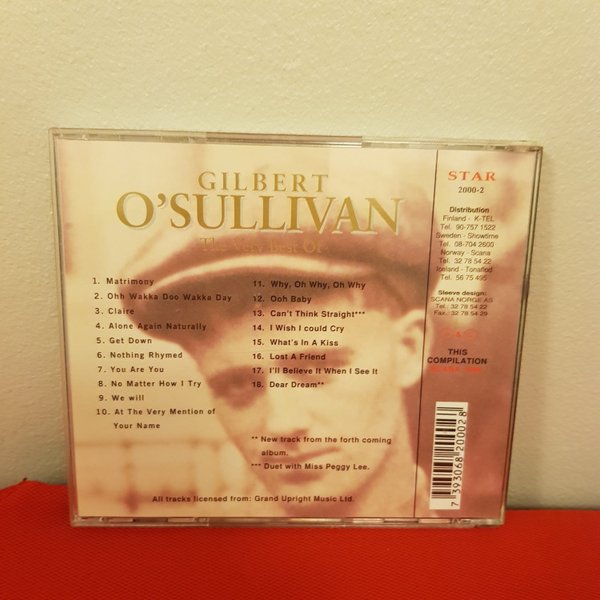 GILBERT
O'SULLIVAN
The Very Best Of
1. Matrimony
2. Ohh Wakka Doo Wakka Day
3. Claire
4. Alone Again Naturally
5. Get Down
6. Nothing Rhymed
7. You Are You
8. No Matter How I Try
9. We will
10. At The Very Mention of
Your Name
11. Why, Oh Why, Oh Why
12. Ooh Baby
13. Can't Think Straight***
14. I Wish I could Cry
15. What's In A Kiss
16. Lost A Friend
17. I'll Believe It When I See It
18. Dear Dream**
** New track from the forth coming
album.
*** Duet with Miss Peggy Lee.
All tracks licensed from: Grand Upright Music Ltd.
STAR
2000-2
Distribution
Finland - K-TEL
Tel. 90-757 1522
Sweden - Showtime
Tel. 08-704 2600
Norway - Scana
Tel. 32 78 54 22
Iceland - Tonaflod
Tel. 56 75 495
Sleeve design:
SCANA NORGE AS
Tel.: 32 78 54 22
Fax.: 32 78 54 29
THIS
COMPILATION
7 393068 200028